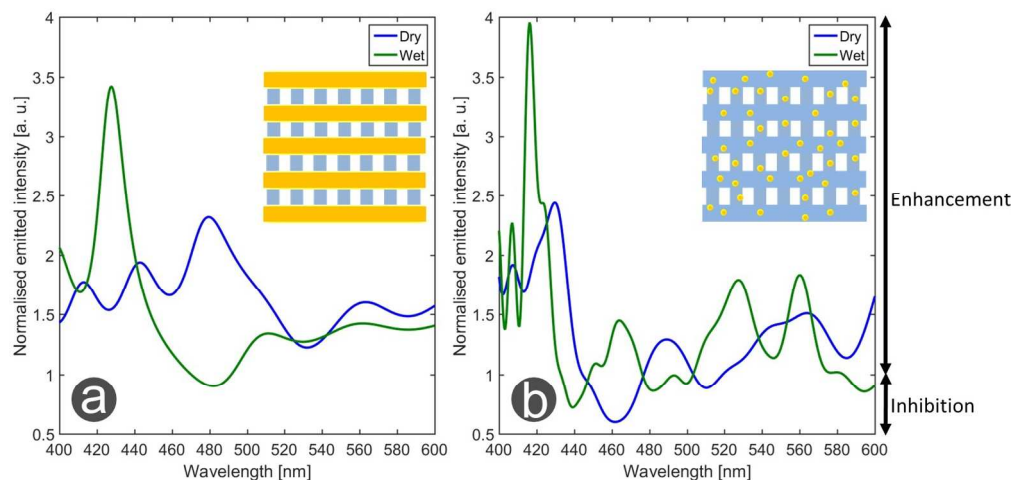 4
3.5
3
2.5
2
1.5
1
0.5
Normalised emitted intensity [a. u.]
Dry
Wet
a
400 420 440 460 480 500 520 540 560 580 600
Wavelength [nm]
4
3.5
3
2.5
2
1.5
1
0.5
Normalised emitted intensity [a. u.]
Dry
Wet
b
400 420 440 460 480 500 520 540 560 580 600
Wavelength [nm]
Enhancement
Inhibition